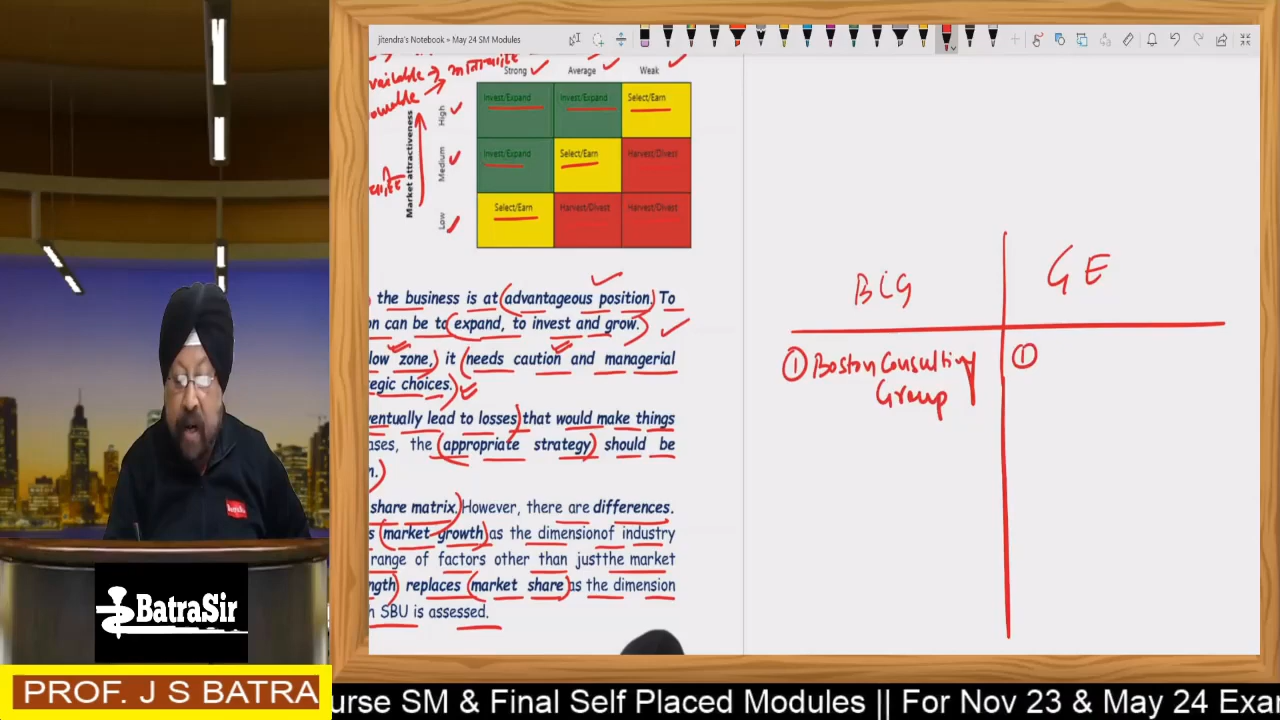 jitendra's Notebook » May 24 SM Modules
Strong Average Weak
Market attractiveness
High
Medium
Low
Invest/Expand Invest/Expand Select/Earn
Invest/Expand Select/Earn Harvest/Divest
Select/Earn Harvest/Divest Harvest/Divest
the business is at (advantageous position.) To
on can be to (expand, to invest and grow.)
low zone,) it (needs caution and managerial
tegic choices.)
ventually lead to losses) that would make things
ases, the (appropriate strategy) should be
n.)
share matrix.) However, there are differences.
s (market growth) as the dimensionof industry
range of factors other than justthe market
ngth) replaces (market share) as the dimension
h SBU is assessed.
BCG GE
① Boston Consulting
Group
①
BatraSir
PROF. J S BATRA
urse SM & Final Self Placed Modules || For Nov 23 & May 24 Exa